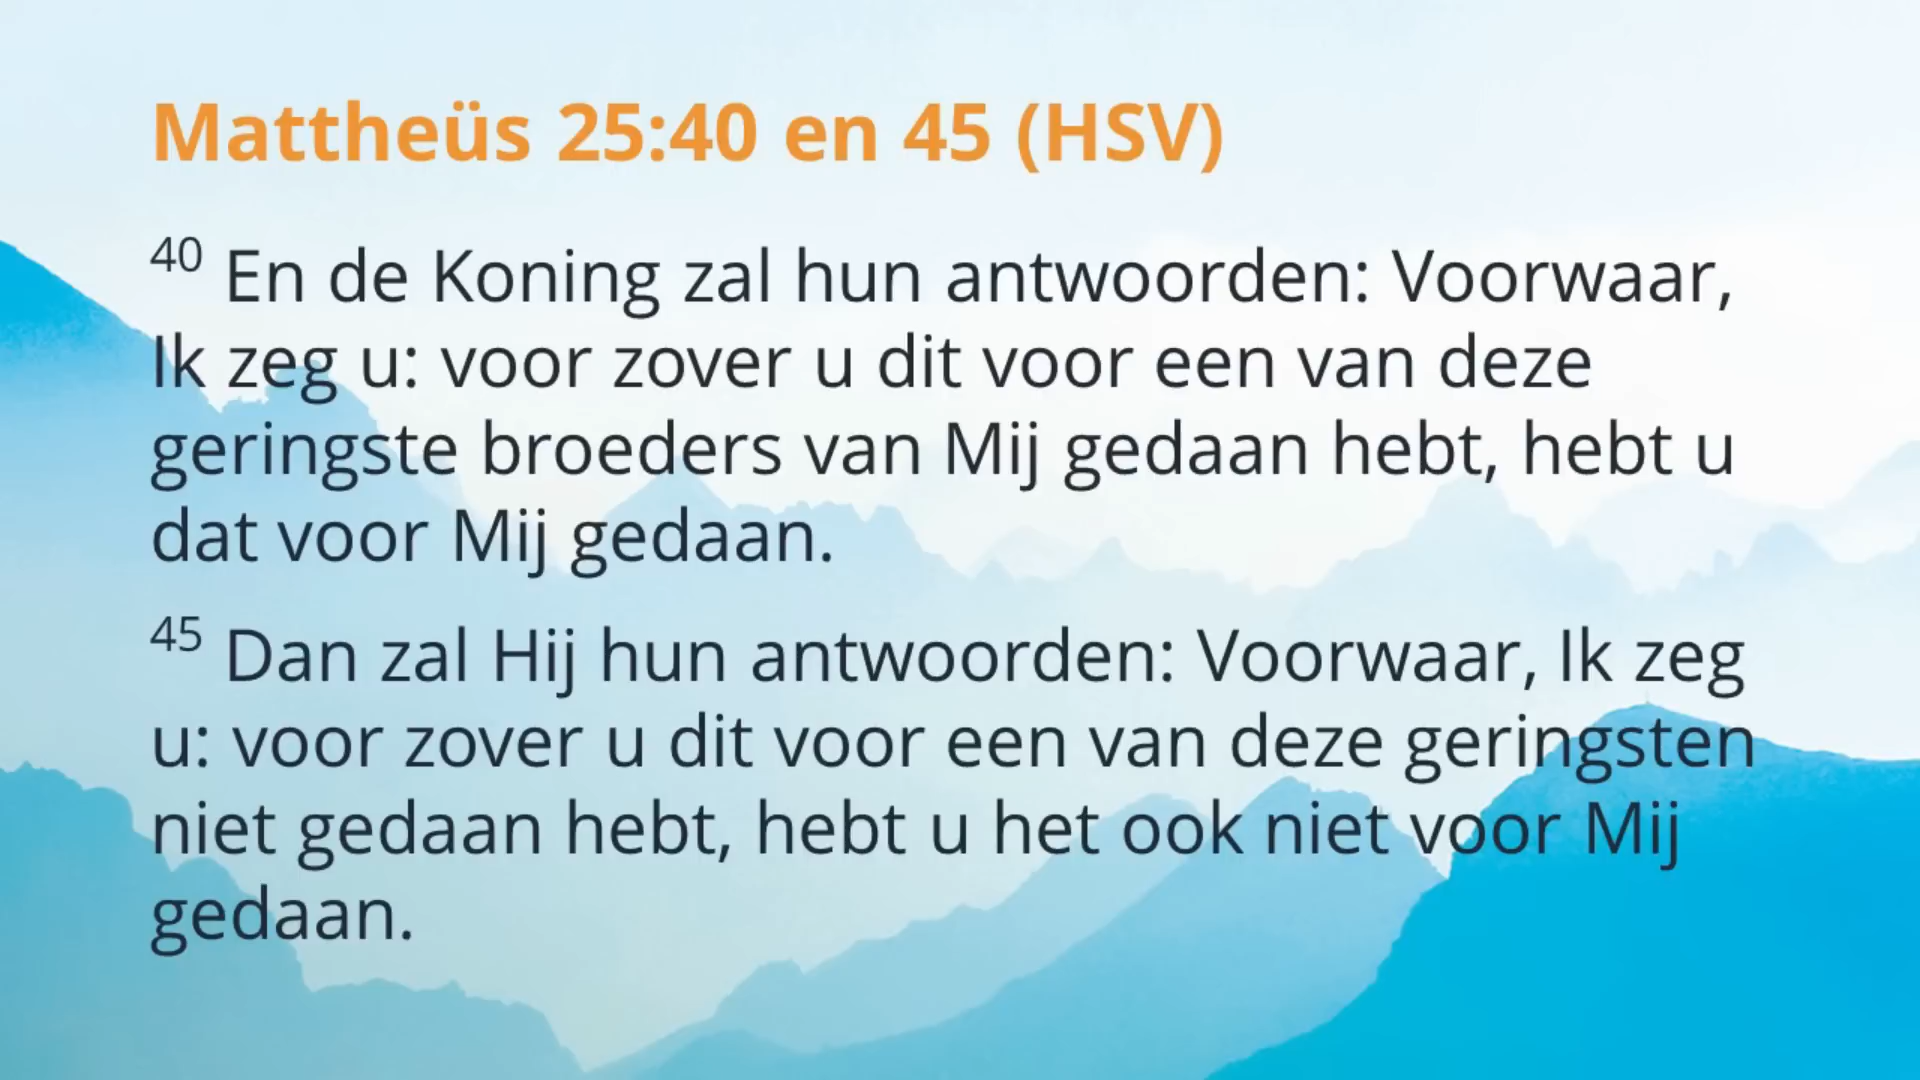 Mattheüs 25:40 en 45 (HSV)
40 En de Koning zal hun antwoorden: Voorwaar,
Ik zeg u: voor zover u dit voor een van deze
geringste broeders van Mij gedaan hebt, hebt u
dat voor Mij gedaan.
45 Dan zal Hij hun antwoorden: Voorwaar, Ik zeg
u: voor zover u dit voor een van deze geringsten
niet gedaan hebt, hebt u het ook niet voor Mij
gedaan.